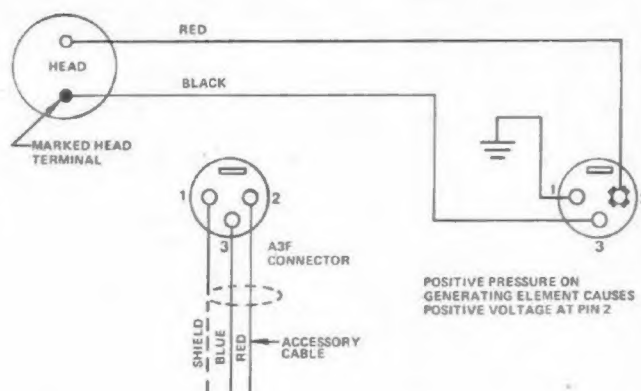 RED
HEAD
BLACK
MARKED HEAD
TERMINAL
1
2
3
A3F
CONNECTOR
SHIELD
BLUE
RED
ACCESSORY
CABLE
1
3
POSITIVE PRESSURE ON
GENERATING ELEMENT CAUSES
POSITIVE VOLTAGE AT PIN 2